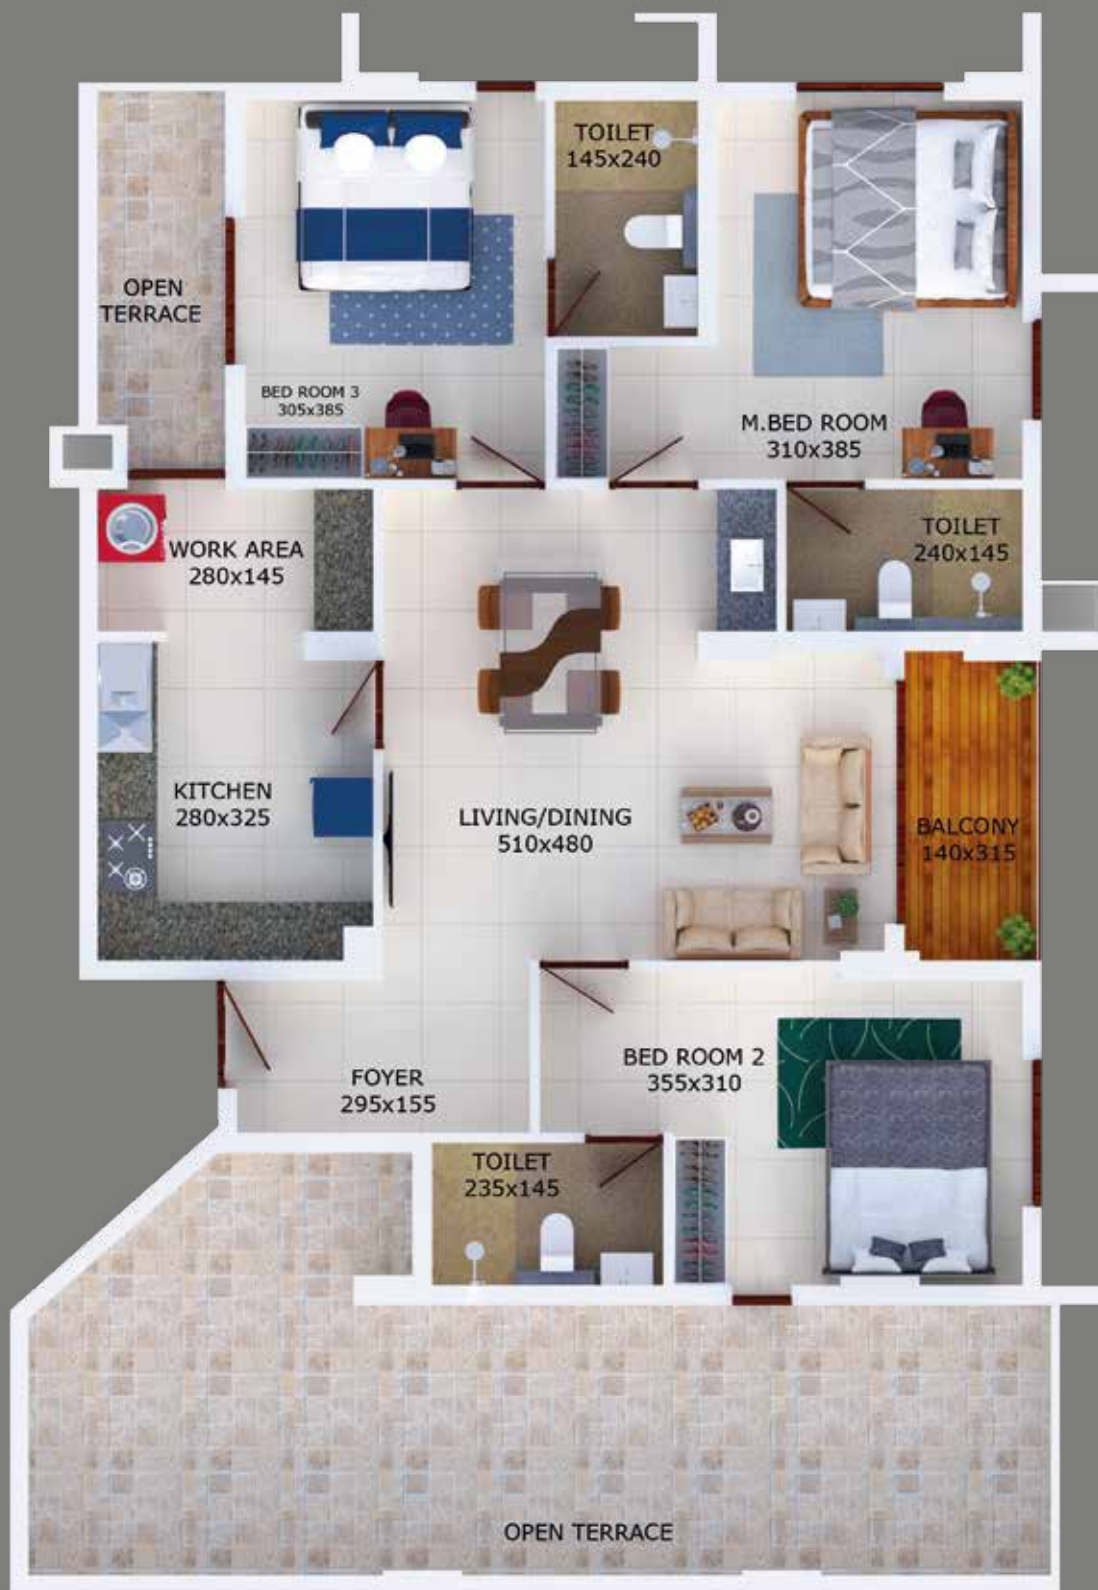 TOILET
145x240
OPEN
TERRACE
BED ROOM 3
305x385
M.BED ROOM
310x385
WORK AREA
280x145
TOILET
240x145
KITCHEN
280x325
LIVING/DINING
510x480
BALCONY
140x315
BED ROOM 2
355x310
FOYER
295x155
TOILET
235x145
OPEN TERRACE